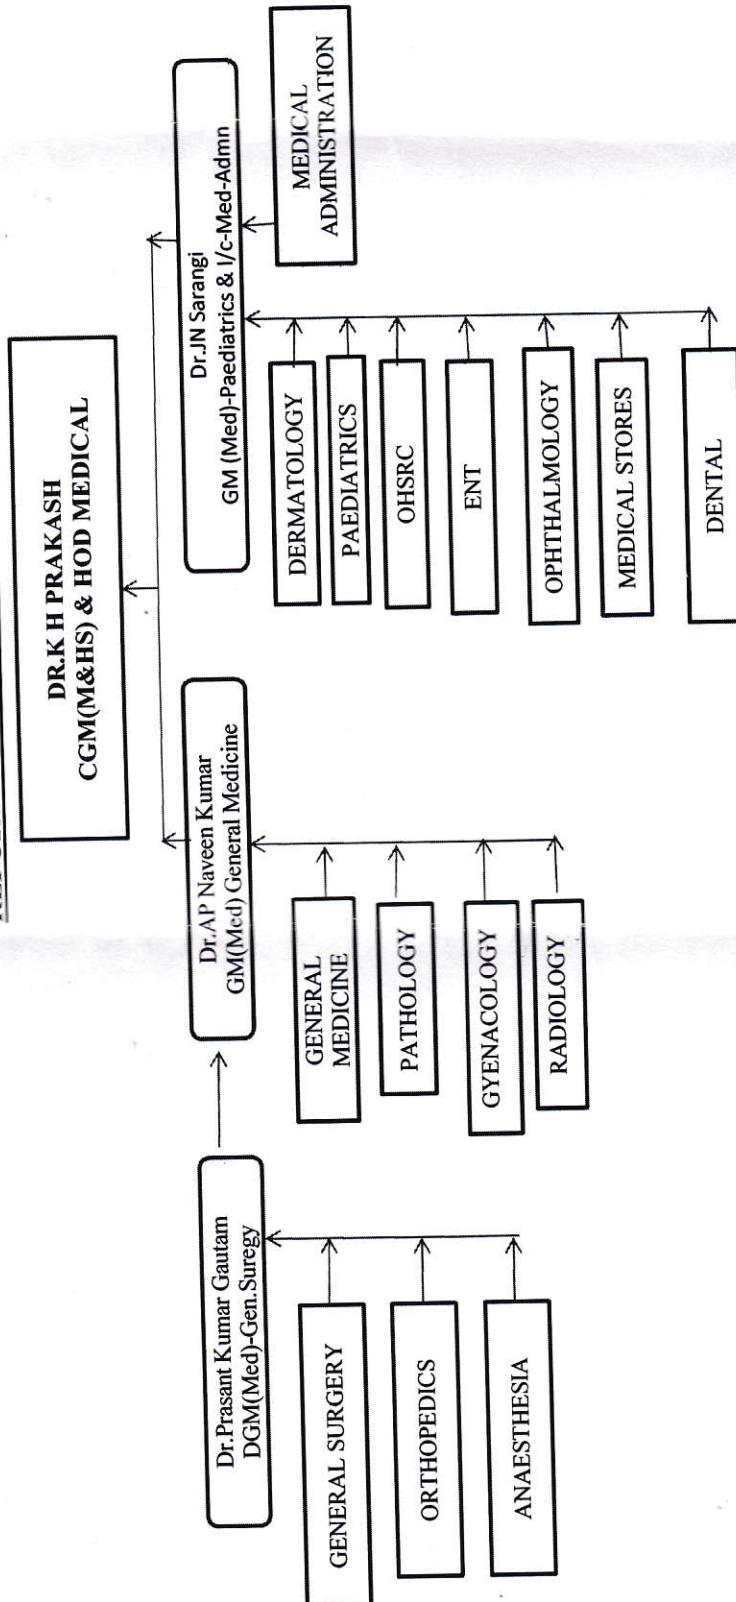 DR.K H PRAKASH
CGM(M&HS) & HOD MEDICAL
Dr.Prasant Kumar Gautam
DGM(Med)-Gen.Suregy
Dr.AP Naveen Kumar
GM(Med) General Medicine
Dr.JN Sarangi
GM (Med)-Paediatrics & I/c-Med-Admn
GENERAL SURGERY
ORTHOPEDICS
ANAESTHESIA
GENERAL
MEDICINE
PATHOLOGY
GYENACOLOGY
RADIOLOGY
DERMATOLOGY
PAEDIATRICS
OHSRC
ENT
OPHTHALMOLOGY
MEDICAL STORES
DENTAL
MEDICAL
ADMINISTRATION